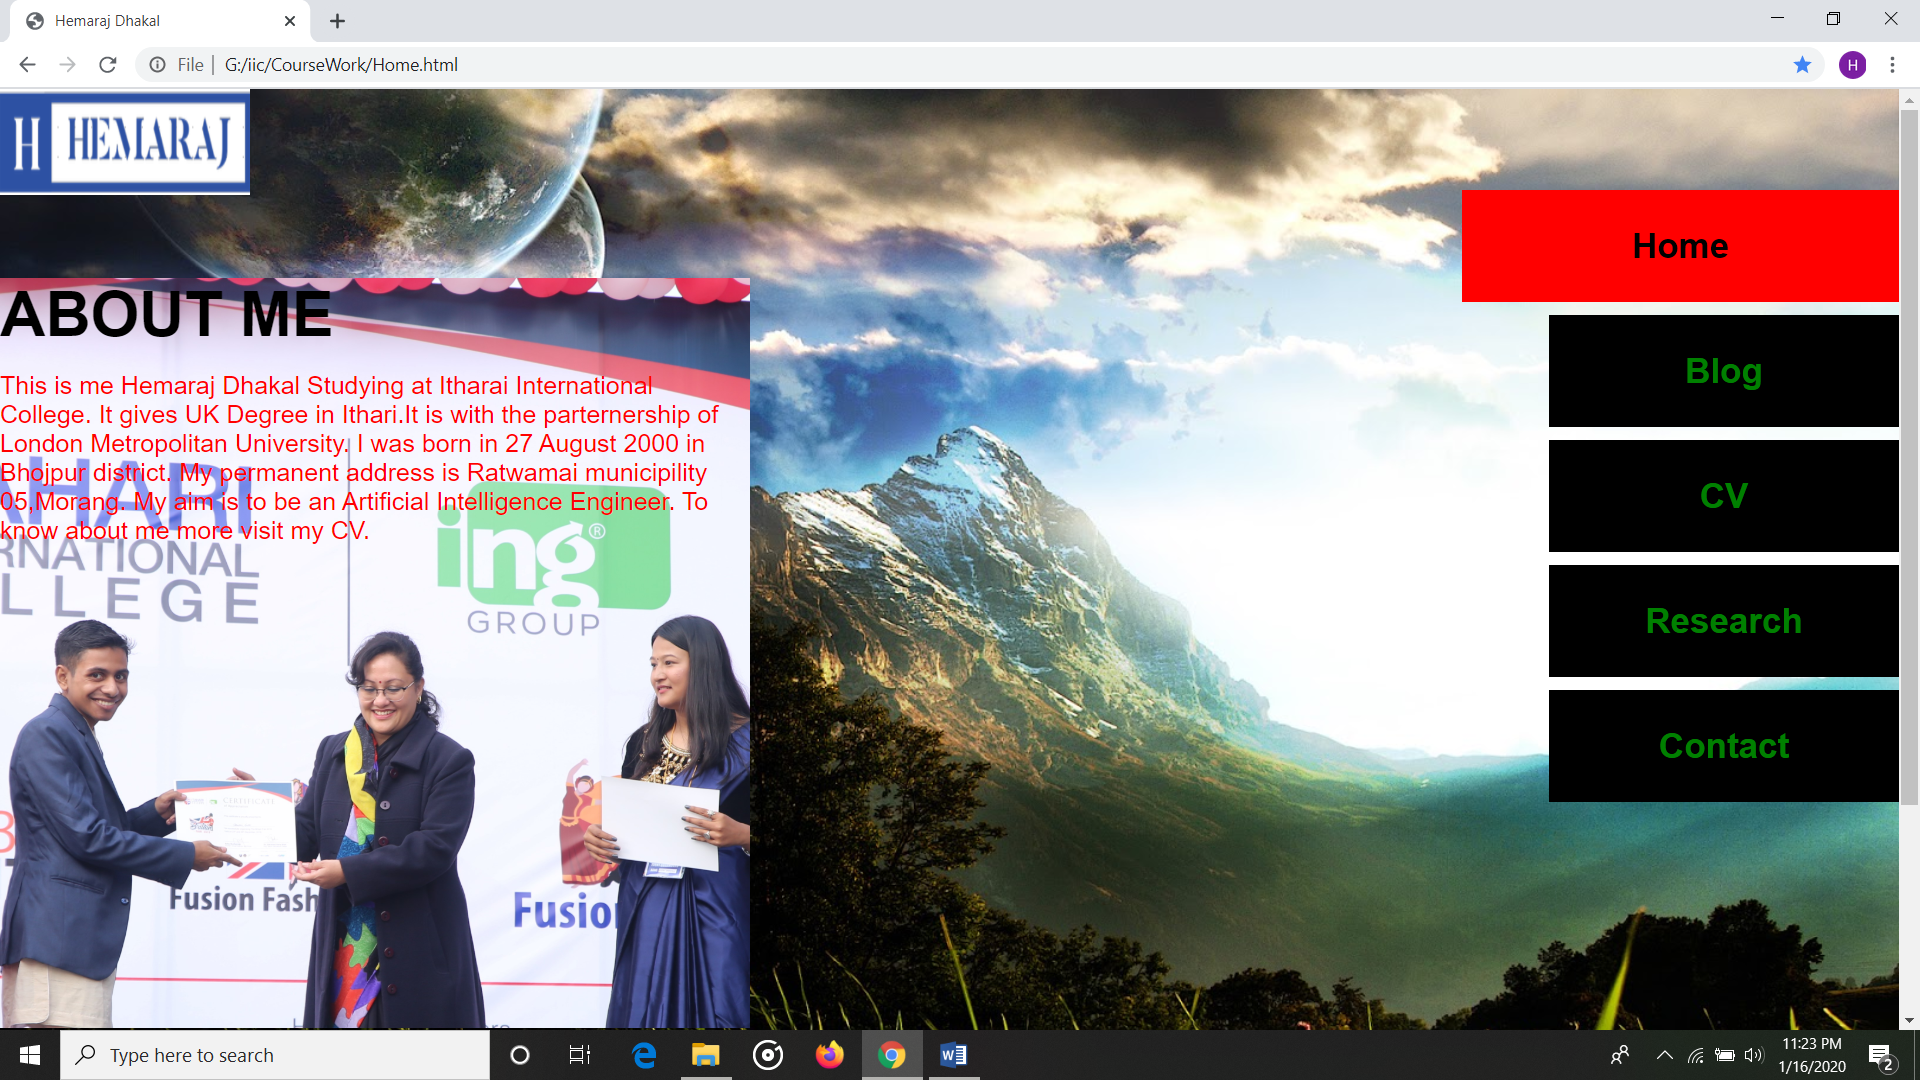 Hemaraj Dhakal
File
G:/iic/CourseWork/Home.html
H
H HEMARAJ
Home
Blog
CV
Research
Contact
ABOUT ME
This is me Hemaraj Dhakal Studying at Itharai International
College. It gives UK Degree in Ithari.It is with the parternership of
London Metropolitan University. I was born in 27 August 2000 in
Bhojpur district. My permanent address is Ratwamai municipility
05,Morang. My aim is to be an Artificial Intelligence Engineer. To
know about me more visit my CV.
AHARI
RNATIONAL
LLEGE
ing®
GROUP
CERTIFICATE
Fusion Fash
Fusio
Type here to search
11:23 PM
1/16/2020
2